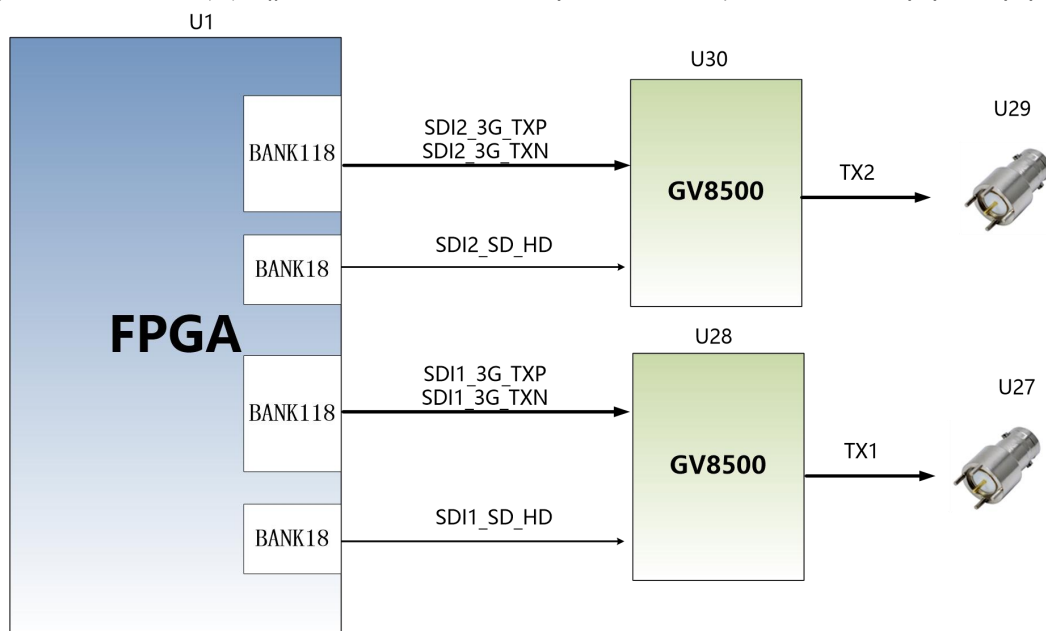 U1
U30
U29
BANK118
SDI2_3G_TXP
SDI2_3G_TXN
GV8500
TX2
BANK18
SDI2_SD_HD
FPGA
U28
U27
BANK118
SDI1_3G_TXP
SDI1_3G_TXN
GV8500
TX1
BANK18
SDI1_SD_HD